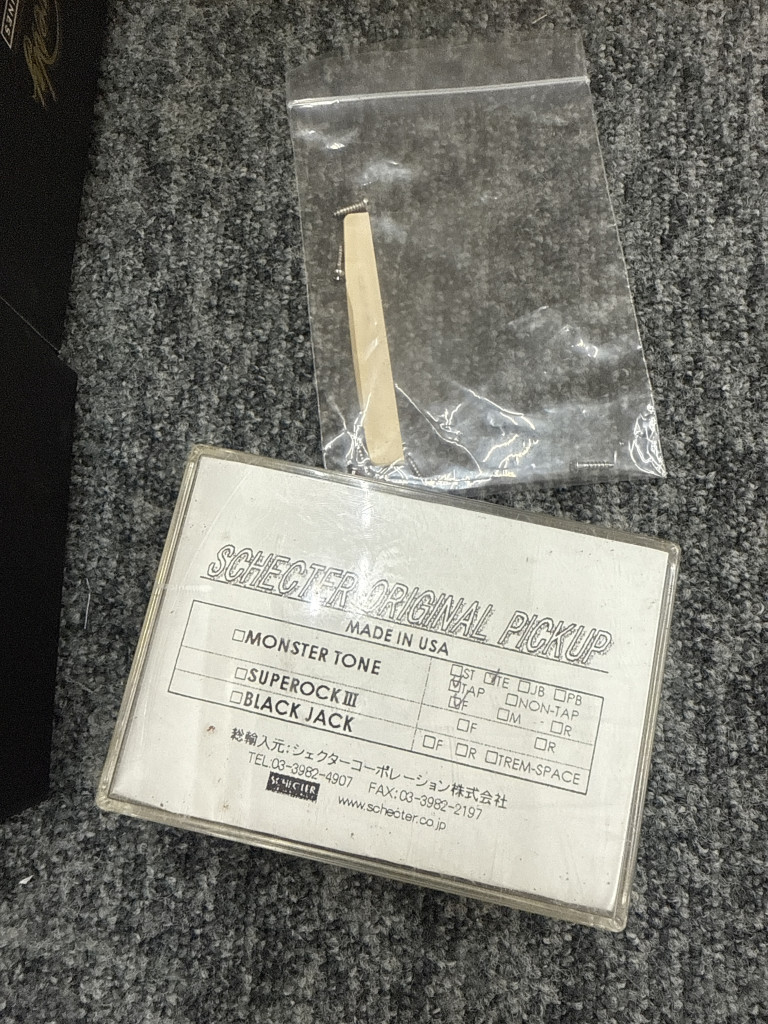 NES
SCHECTER ORIGINAL PICKUP
MADE IN USA
□MONSTER TONE
□ST ☑TE □JB □PB
☑TAP □NON-TAP
☑F □M - □R
□SUPEROCK III
□F □R
□BLACK JACK
□F □R □TREM-SPACE
総輸入元:シェクターコーポレーション株式会社
TEL:03-3982-4907 FAX:03-3982-2197
SCHECTER www.schecter.co.jp